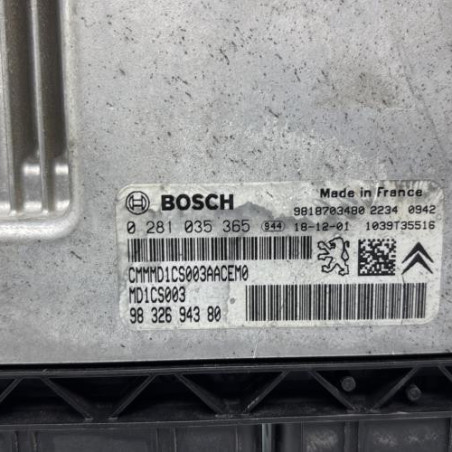 BOSCH
Made in France
9818703480 2234 0942
0 281 035 365 944 18-12-01 1039T35516
CMMMD1CS003AACEM0
MD1CS003
98 326 943 80